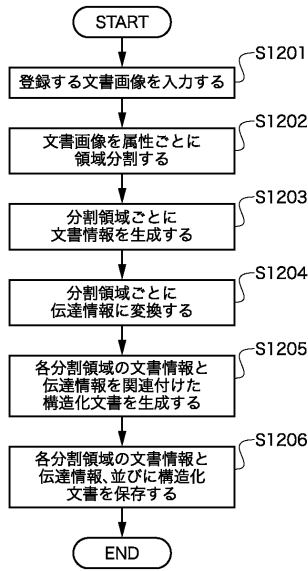 START
S1201
登録する文書画像を入力する
S1202
文書画像を属性ごとに
領域分割する
S1203
分割領域ごとに
文書情報を生成する
S1204
分割領域ごとに
伝達情報に変換する
S1205
各分割領域の文書情報と
伝達情報を関連付けた
構造化文書を生成する
S1206
各分割領域の文書情報と
伝達情報、並びに構造化
文書を保存する
END